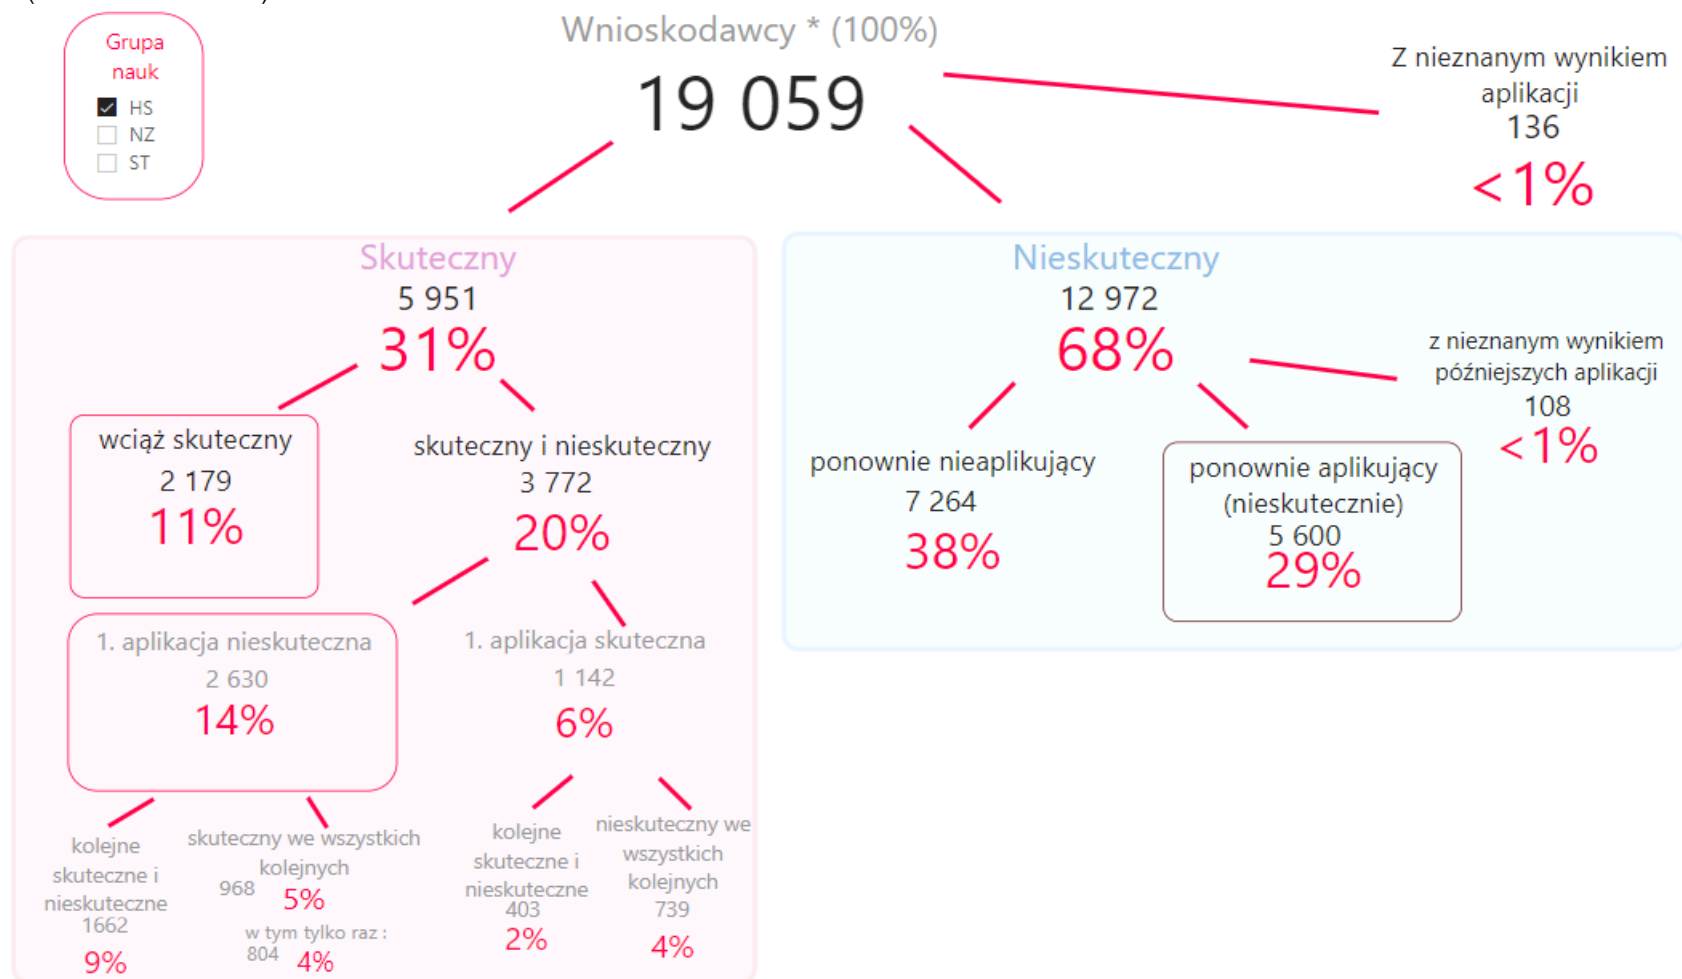 Grupa
nauk
HS
NZ
ST
Wnioskodawcy * (100%)
19 059
Z nieznanym wynikiem
aplikacji
136
<1%
Skuteczny
5 951
31%
wciąż skuteczny
2 179
11%
skuteczny i nieskuteczny
3 772
20%
1. aplikacja nieskuteczna
2 630
14%
1. aplikacja skuteczna
1 142
6%
kolejne
skuteczne i
nieskuteczne
1662
9%
skuteczny we wszystkich
kolejnych
968
5%
w tym tylko raz :
804
4%
kolejne
skuteczne i
nieskuteczne
403
2%
nieskuteczny we
wszystkich
kolejnych
739
4%
Nieskuteczny
12 972
68%
z nieznanym wynikiem
późniejszych aplikacji
108
<1%
ponownie nieaplikujący
7 264
38%
ponownie aplikujący
(nieskutecznie)
5 600
29%